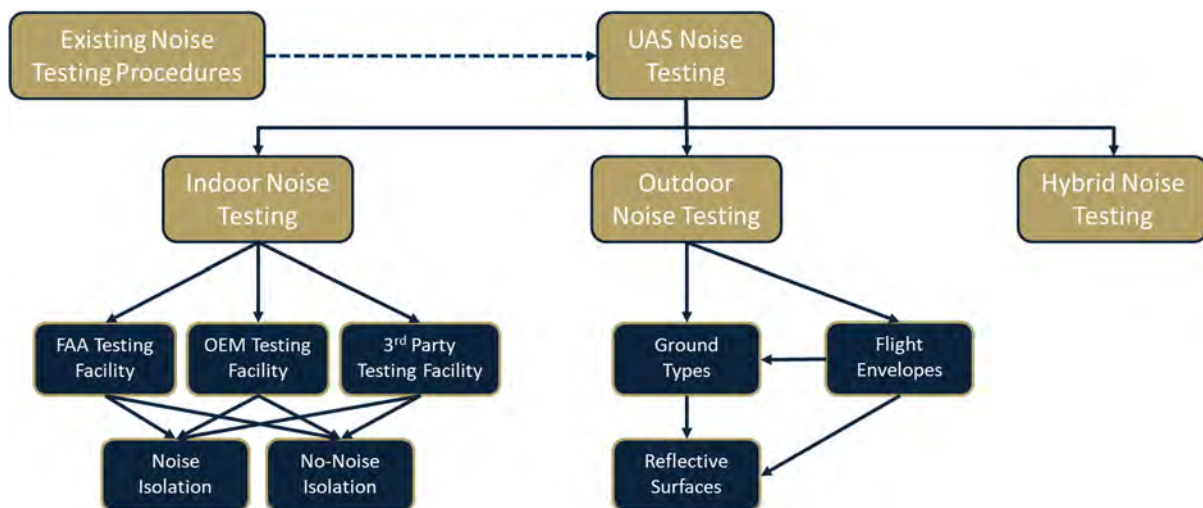 Existing Noise
Testing Procedures
UAS Noise
Testing
Indoor Noise
Testing
Outdoor
Noise Testing
Hybrid Noise
Testing
FAA Testing
Facility
OEM Testing
Facility
3rd Party
Testing Facility
Ground
Types
Flight
Envelopes
Noise
Isolation
No-Noise
Isolation
Reflective
Surfaces